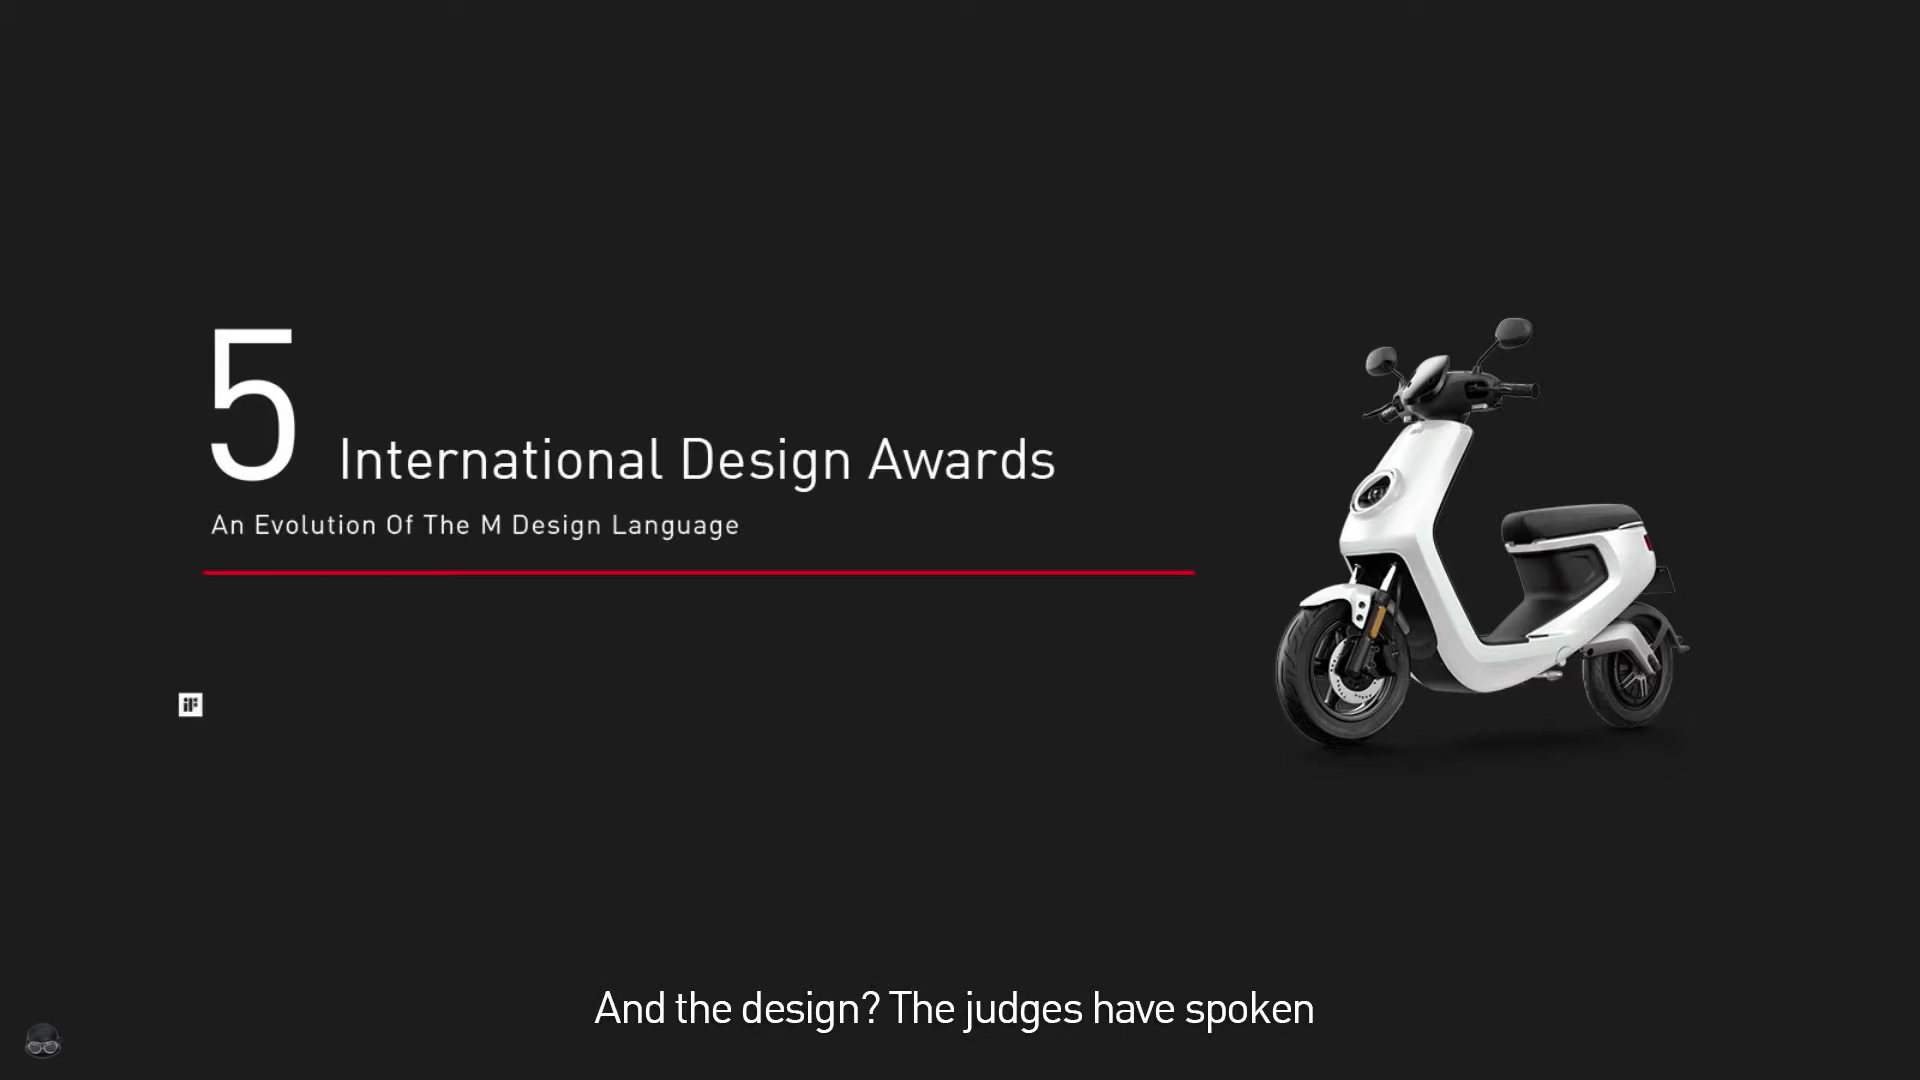 5 International Design Awards
An Evolution Of The M Design Language
iF
And the design? The judges have spoken